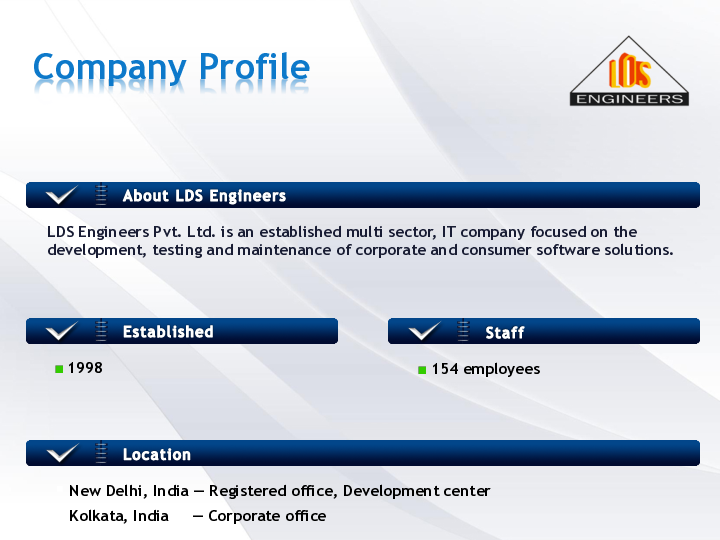 Company Profile
LDS
ENGINEERS
About LDS Engineers
LDS Engineers Pvt. Ltd. is an established multi sector, IT company focused on the
development, testing and maintenance of corporate and consumer software solutions.
Established
Staff
1998
154 employees
Location
New Delhi, India — Registered office, Development center
Kolkata, India — Corporate office